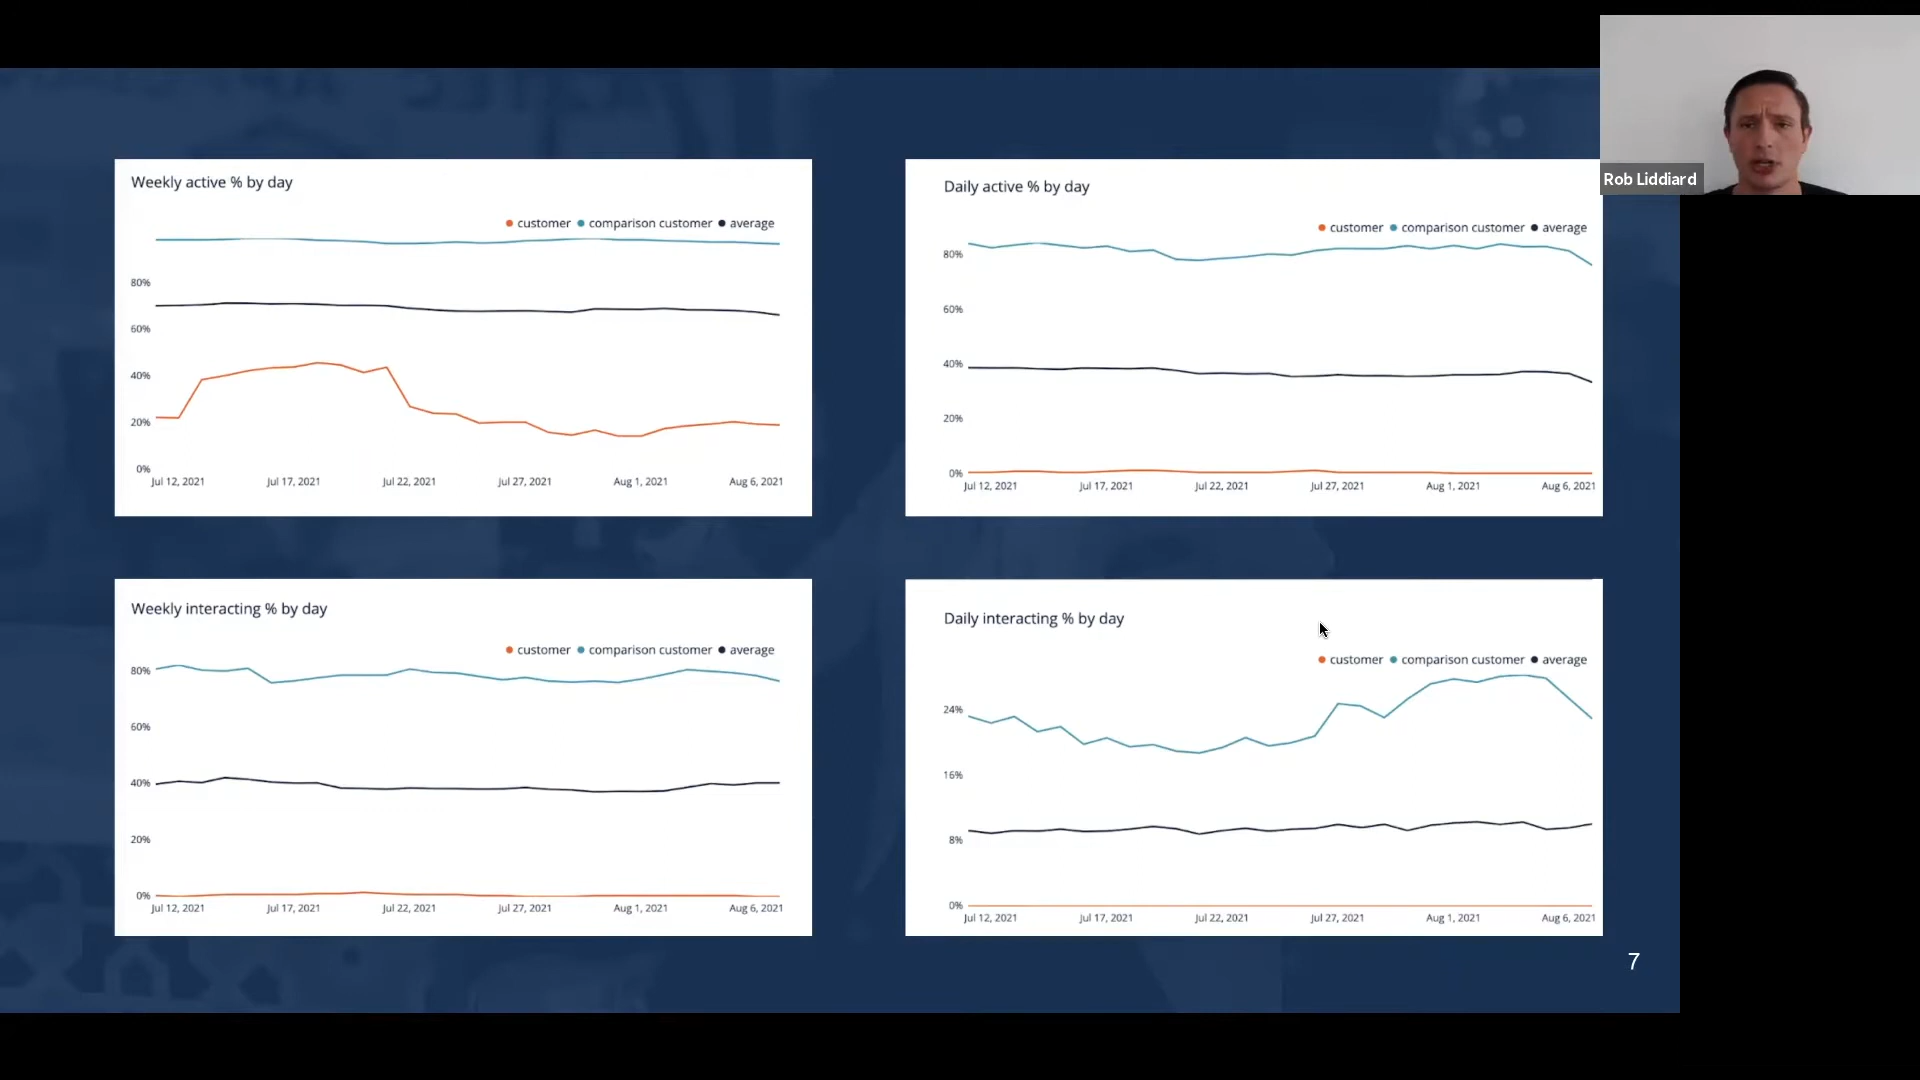 Rob Liddiard
Weekly active % by day
customer comparison customer average
80%
60%
40%
20%
0%
Jul 12, 2021 Jul 17, 2021 Jul 22, 2021 Jul 27, 2021 Aug 1, 2021 Aug 6, 2021
Daily active % by day
customer comparison customer average
80%
60%
40%
20%
0%
Jul 12, 2021 Jul 17, 2021 Jul 22, 2021 Jul 27, 2021 Aug 1, 2021 Aug 6, 2021
Weekly interacting % by day
customer comparison customer average
80%
60%
40%
20%
0%
Jul 12, 2021 Jul 17, 2021 Jul 22, 2021 Jul 27, 2021 Aug 1, 2021 Aug 6, 2021
Daily interacting % by day
customer comparison customer average
24%
16%
8%
0%
Jul 12, 2021 Jul 17, 2021 Jul 22, 2021 Jul 27, 2021 Aug 1, 2021 Aug 6, 2021
7